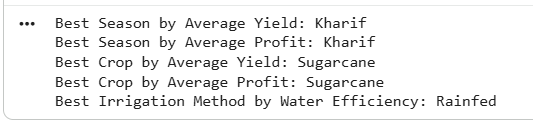 Best Season by Average Yield: Kharif
Best Season by Average Profit: Kharif
Best Crop by Average Yield: Sugarcane
Best Crop by Average Profit: Sugarcane
Best Irrigation Method by Water Efficiency: Rainfed